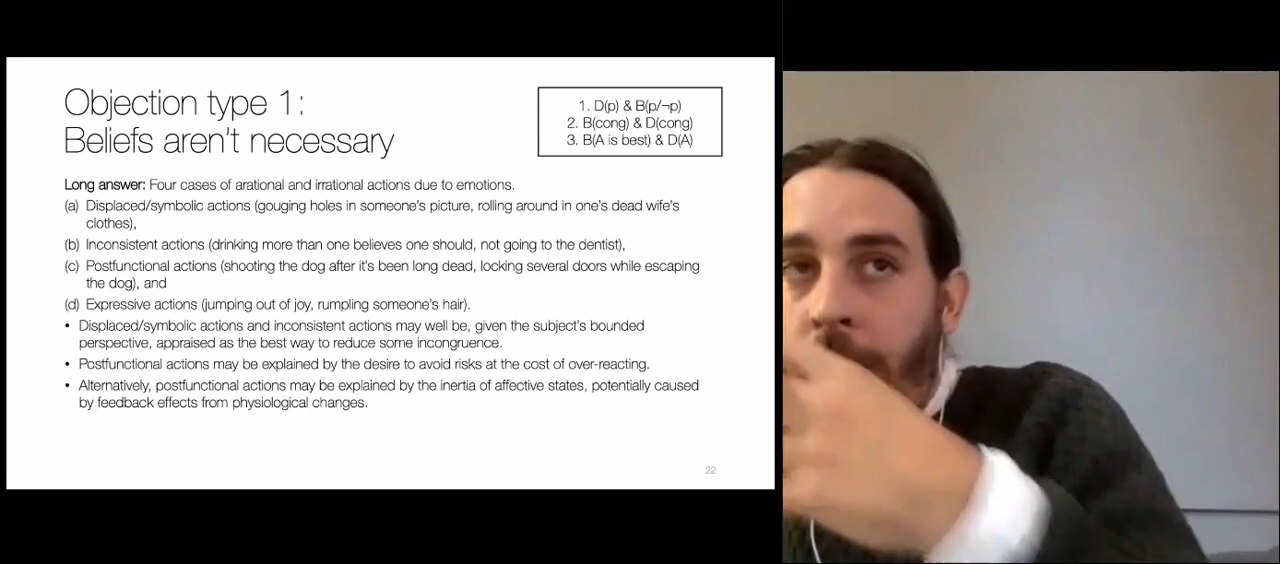 Objection type 1:
Beliefs aren't necessary
1. D(p) & B(p/¬p)
2. B(cong) & D(cong)
3. B(A is best) & D(A)
Long answer: Four cases of arational and irrational actions due to emotions.
(a) Displaced/symbolic actions (gouging holes in someone's picture, rolling around in one's dead wife's
clothes),
(b) Inconsistent actions (drinking more than one believes one should, not going to the dentist),
(c) Postfunctional actions (shooting the dog after it's been long dead, locking several doors while escaping
the dog), and
(d) Expressive actions (jumping out of joy, rumpling someone's hair).
• Displaced/symbolic actions and inconsistent actions may well be, given the subject's bounded
perspective, appraised as the best way to reduce some incongruence.
• Postfunctional actions may be explained by the desire to avoid risks at the cost of over-reacting.
• Alternatively, postfunctional actions may be explained by the inertia of affective states, potentially caused
by feedback effects from physiological changes.
22